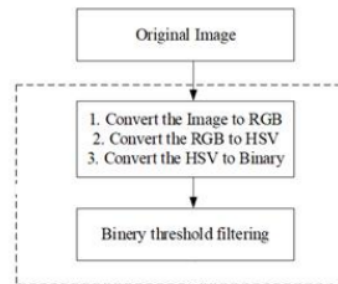 Original Image
1. Convert the Image to RGB
2. Convert the RGB to HSV
3. Convert the HSV to Binary
Binery threshold filtering